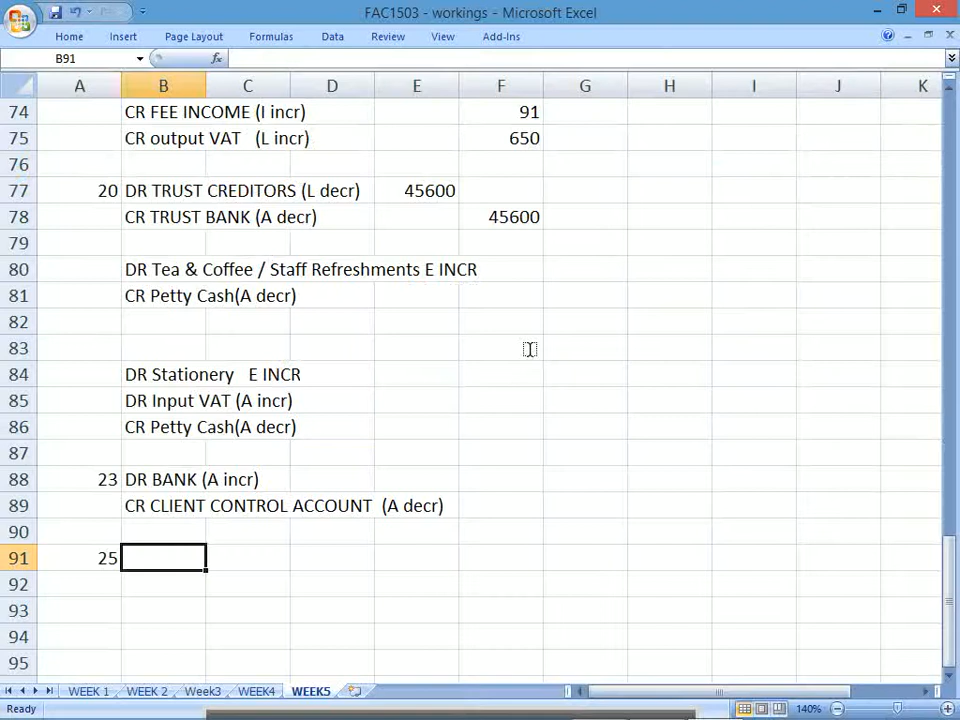 FAC1503 - workings - Microsoft Excel
Home Insert Page Layout Formulas Data Review View Add-Ins
B91 fx
A B C D E F G H I J K
74 CR FEE INCOME (I incr) 91
75 CR output VAT (L incr) 650
76
77 20 DR TRUST CREDITORS (L decr) 45600
78 CR TRUST BANK (A decr) 45600
79
80 DR Tea & Coffee / Staff Refreshments E INCR
81 CR Petty Cash(A decr)
82
83
84 DR Stationery E INCR
85 DR Input VAT (A incr)
86 CR Petty Cash(A decr)
87
88 23 DR BANK (A incr)
89 CR CLIENT CONTROL ACCOUNT (A decr)
90
91 25
92
93
94
95
WEEK 1 WEEK 2 Week3 WEEK4 WEEK5
Ready 140%